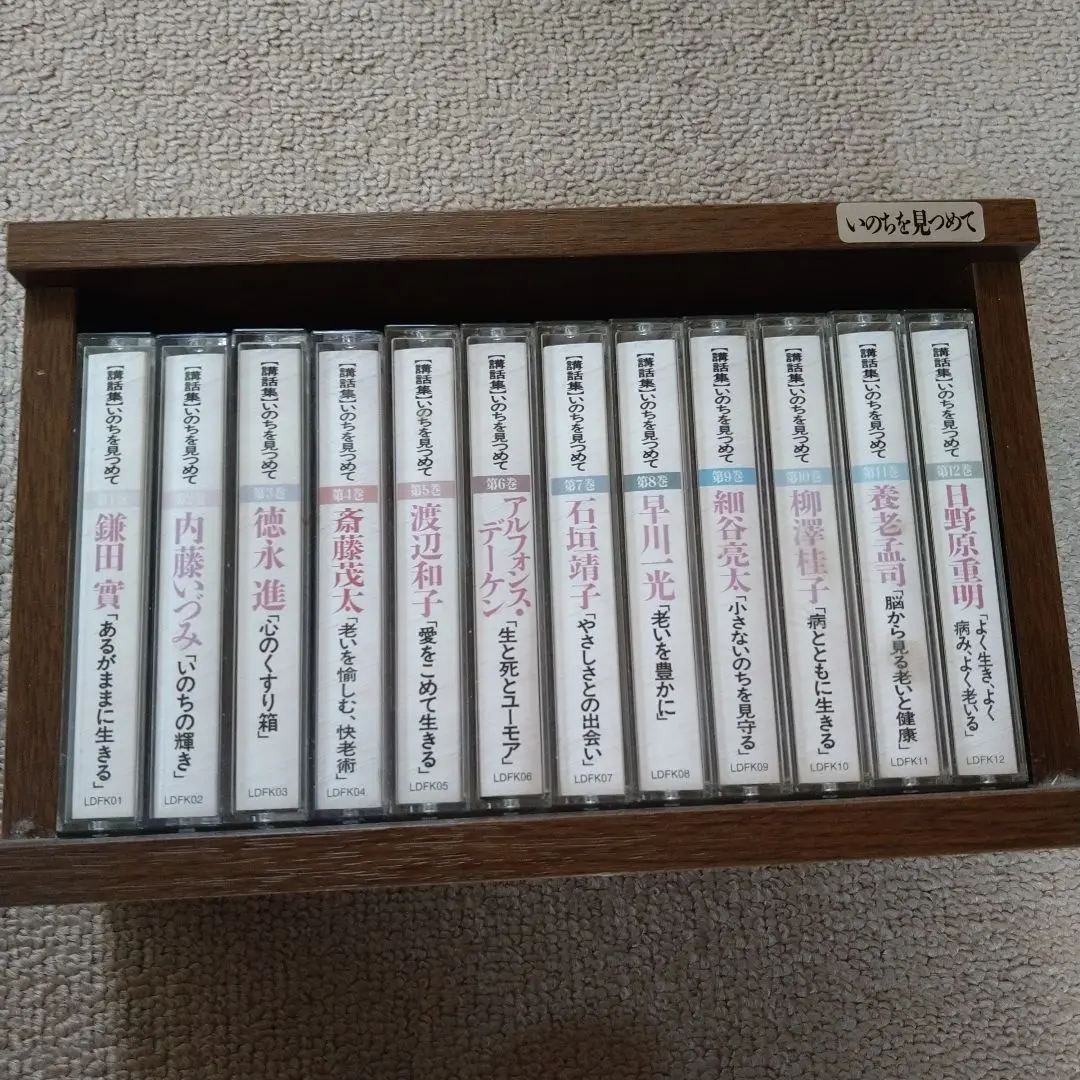 いのちを見つめて
[講話集]いのちを見つめて
第1巻
鎌田 實
「あるがままに生きる」
LDFK01
[講話集]いのちを見つめて
第2巻
内藤いづみ
「いのちの輝き」
LDFK02
[講話集]いのちを見つめて
第3巻
徳永 進
「心のくすり箱」
LDFK03
[講話集]いのちを見つめて
第4巻
斎藤茂太
「老いを愉しむ、快老術」
LDFK04
[講話集]いのちを見つめて
第5巻
渡辺和子
「愛をこめて生きる」
LDFK05
[講話集]いのちを見つめて
第6巻
アルフォンス・
デーケン
「生と死とユーモア」
LDFK06
[講話集]いのちを見つめて
第7巻
石垣靖子
「やさしさとの出会い」
LDFK07
[講話集]いのちを見つめて
第8巻
早川一光
「老いを豊かに」
LDFK08
[講話集]いのちを見つめて
第9巻
細谷亮太
「小さないのちを見守る」
LDFK09
[講話集]いのちを見つめて
第10巻
柳澤桂子
「病とともに生きる」
LDFK10
[講話集]いのちを見つめて
第11巻
養老孟司
「脳から見る老いと健康」
LDFK11
[講話集]いのちを見つめて
第12巻
日野原重明
「よく生き、よく
病み、よく老いる」
LDFK12